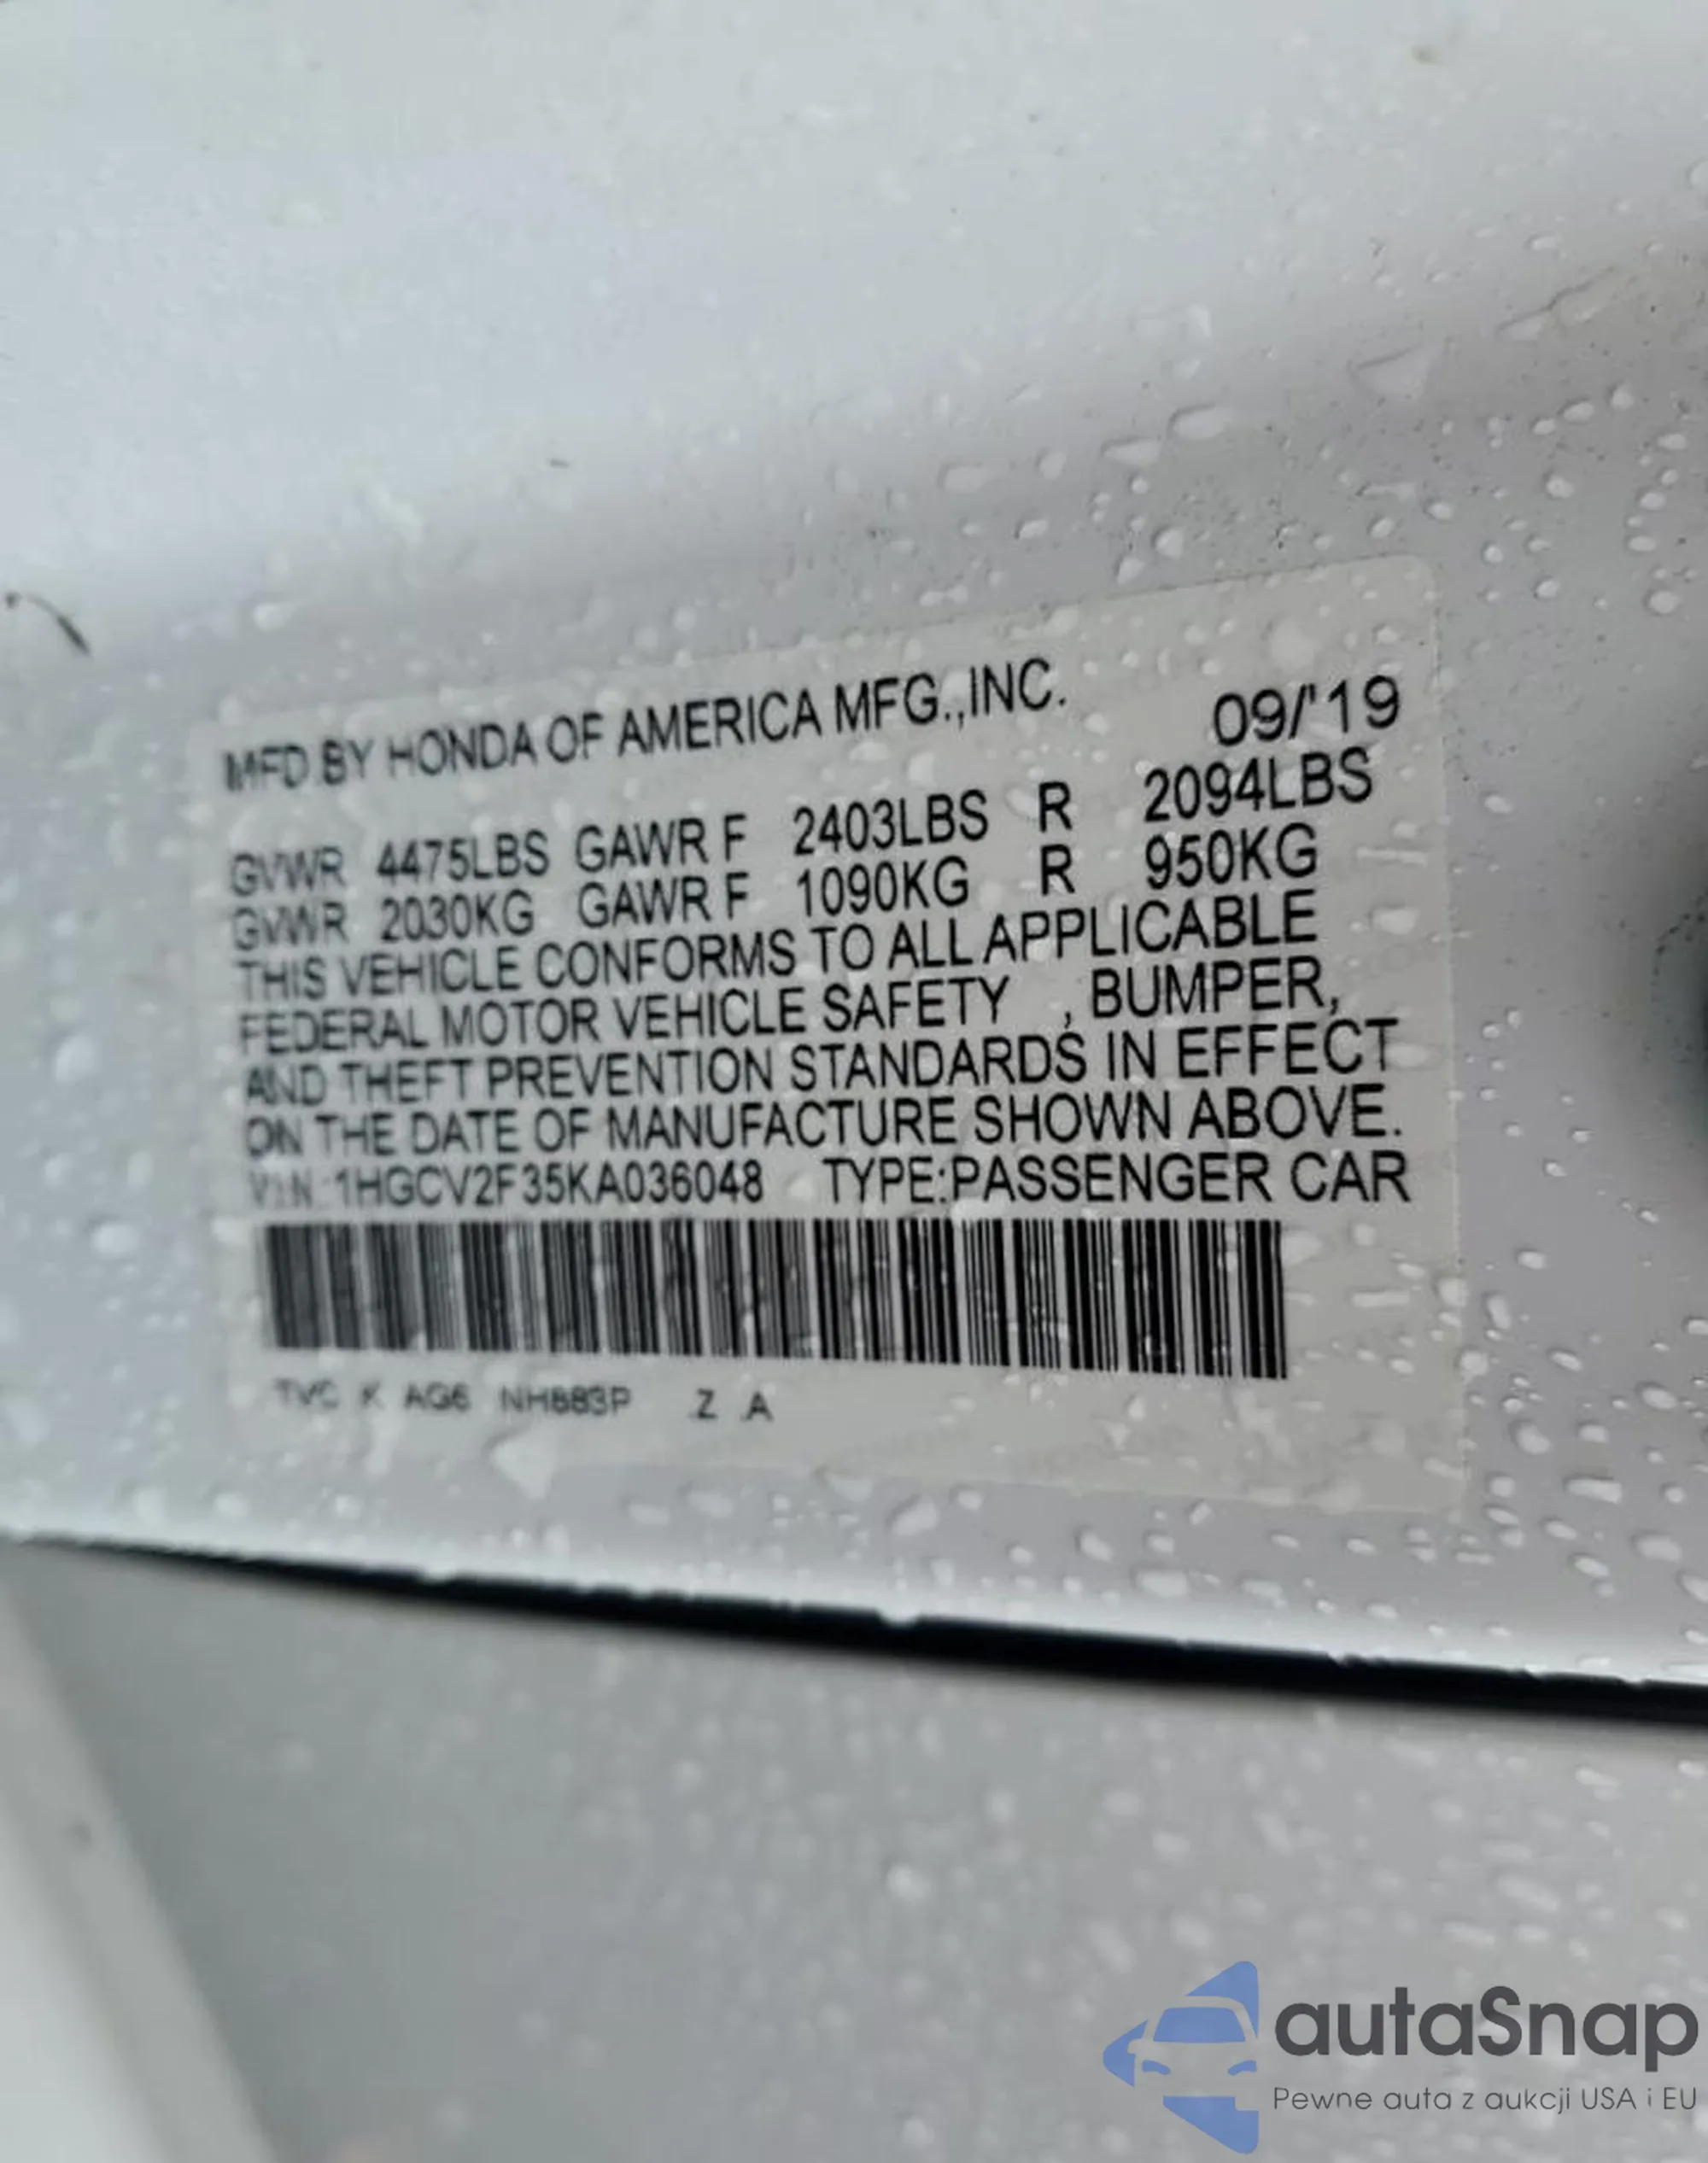 MFD BY HONDA OF AMERICA MFG.,INC. 09/'19
GVWR 4475LBS GAWR F 2403LBS R 2094LBS
GVWR 2030KG GAWR F 1090KG R 950KG
THIS VEHICLE CONFORMS TO ALL APPLICABLE
FEDERAL MOTOR VEHICLE SAFETY , BUMPER,
AND THEFT PREVENTION STANDARDS IN EFFECT
ON THE DATE OF MANUFACTURE SHOWN ABOVE.
VIN:1HGCV2F35KA036048 TYPE:PASSENGER CAR
TVC K AG6 NH883P Z A
autaSnap
Pewne auta z aukcji USA i EU